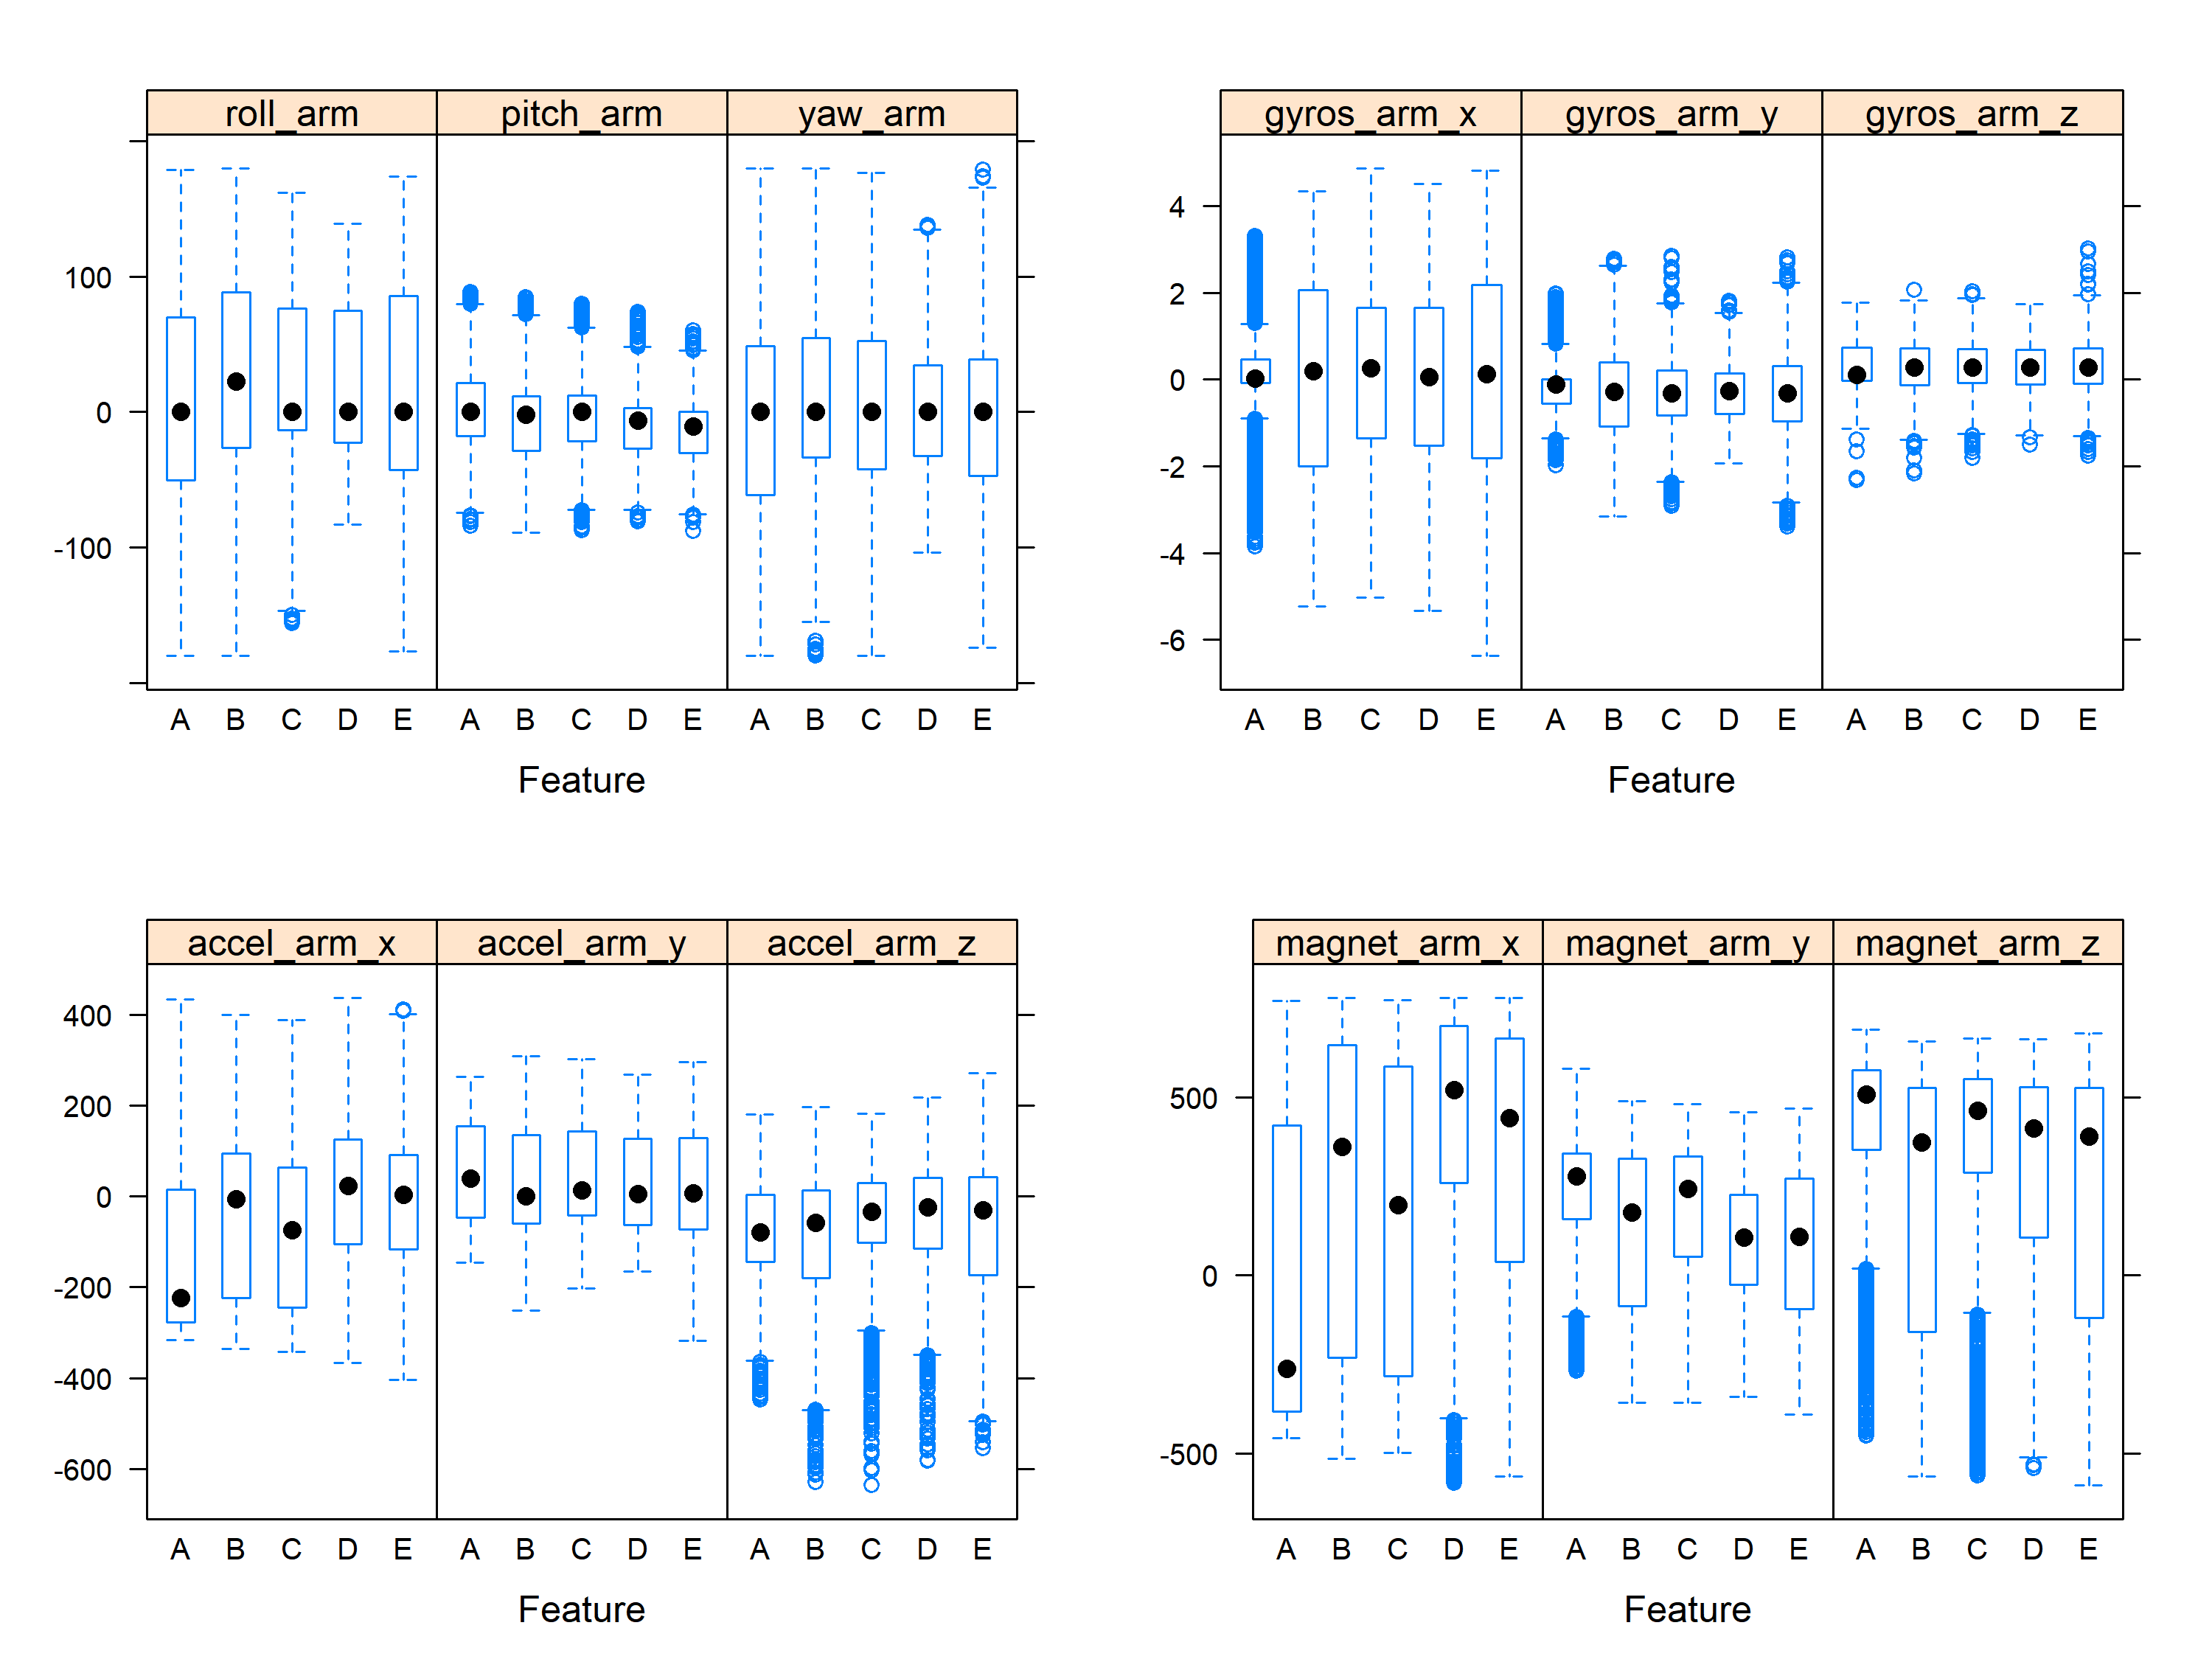 roll_arm pitch_arm yaw_arm
100
0
-100
A B C D E A B C D E A B C D E
Feature
gyros_arm_x gyros_arm_y gyros_arm_z
4
2
0
-2
-4
-6
A B C D E A B C D E A B C D E
Feature
accel_arm_x accel_arm_y accel_arm_z
400
200
0
-200
-400
-600
A B C D E A B C D E A B C D E
Feature
magnet_arm_x magnet_arm_y magnet_arm_z
500
0
-500
A B C D E A B C D E A B C D E
Feature